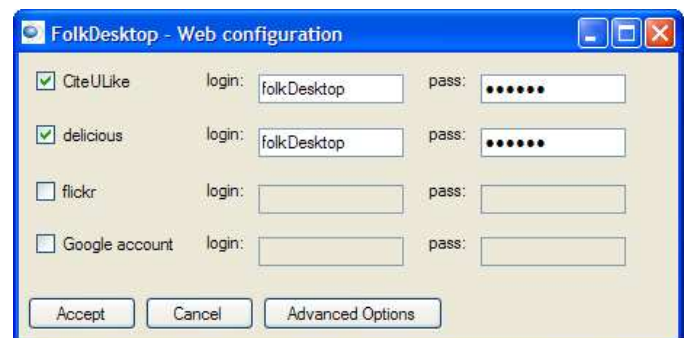 FolkDesktop - Web configuration
CiteULike login: folkDesktop pass: ●●●●●●
delicious login: folkDesktop pass: ●●●●●●
flickr login: pass:
Google account login: pass:
Accept Cancel Advanced Options